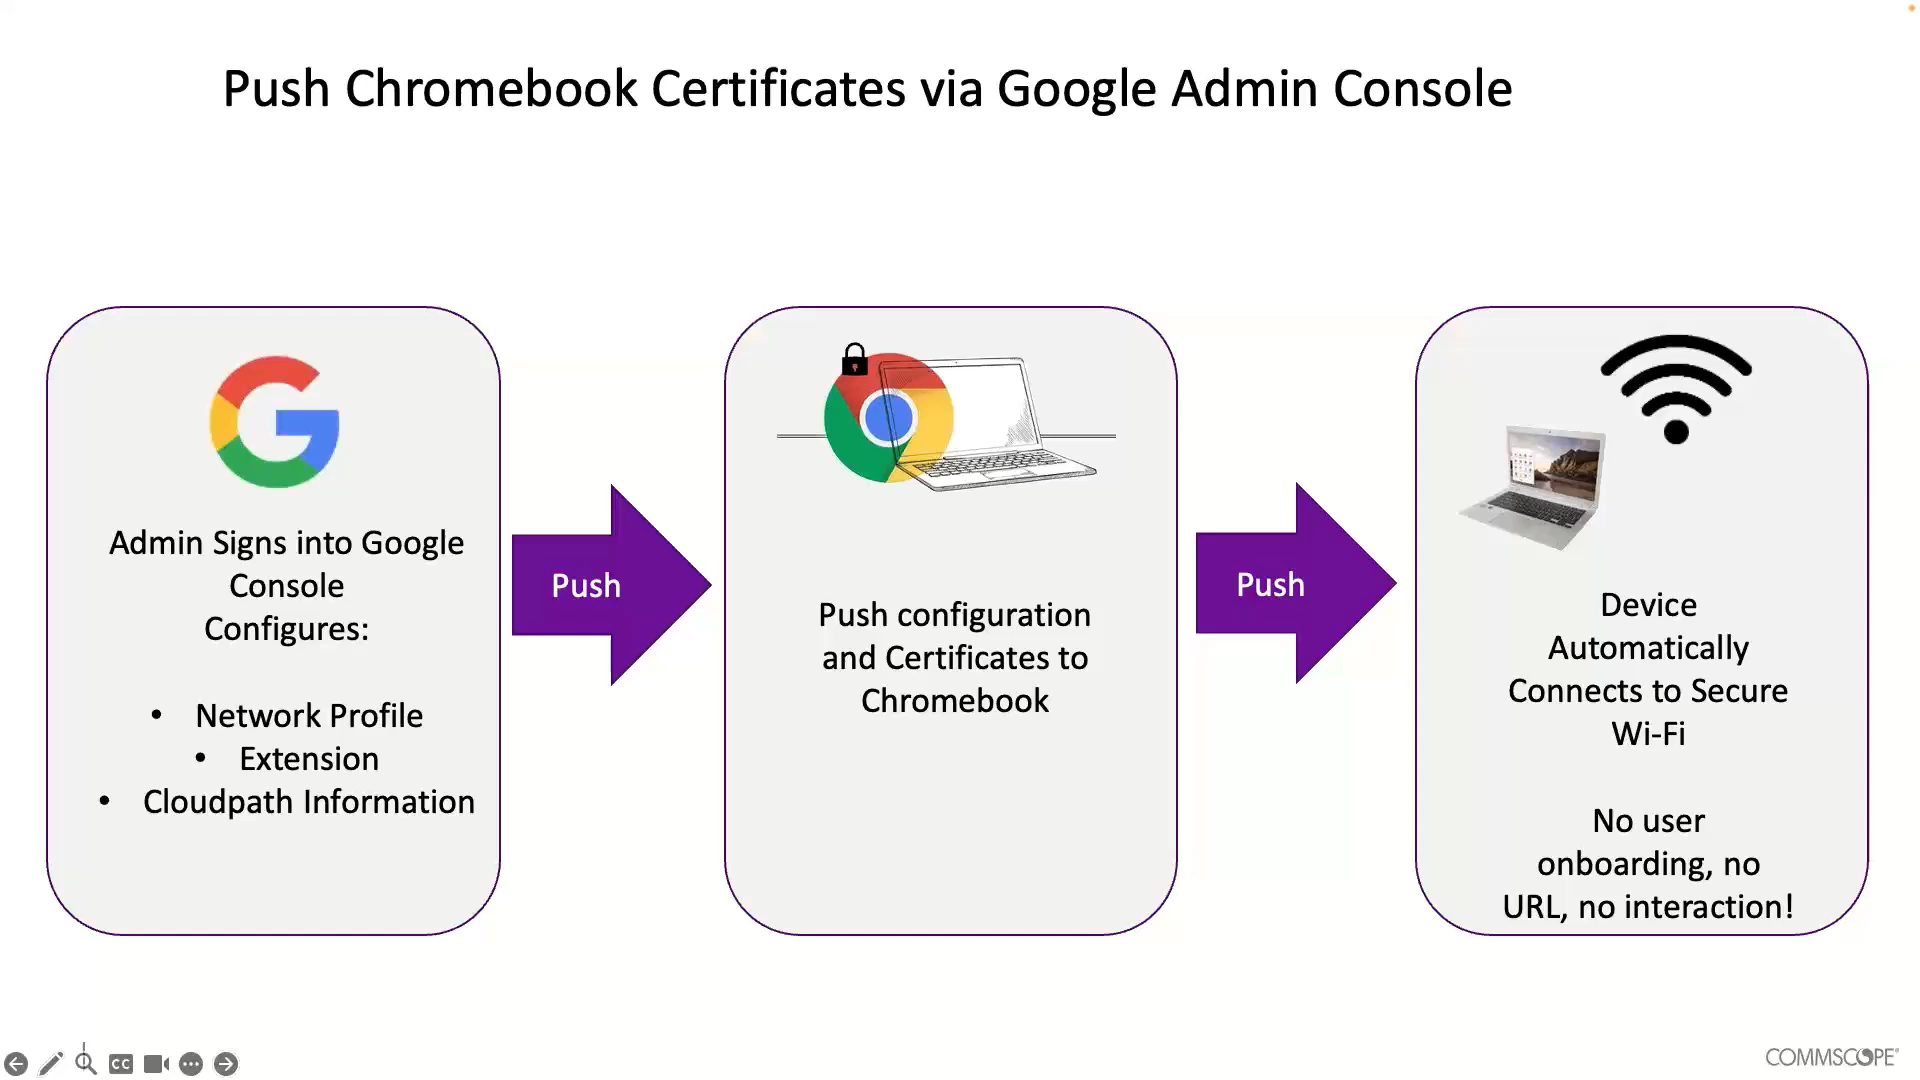 Push Chromebook Certificates via Google Admin Console
Admin Signs into Google
Console
Configures:
• Network Profile
• Extension
• Cloudpath Information
Push
Push configuration
and Certificates to
Chromebook
Push
Device
Automatically
Connects to Secure
Wi-Fi
No user
onboarding, no
URL, no interaction!
CC
COMMSCOPE®